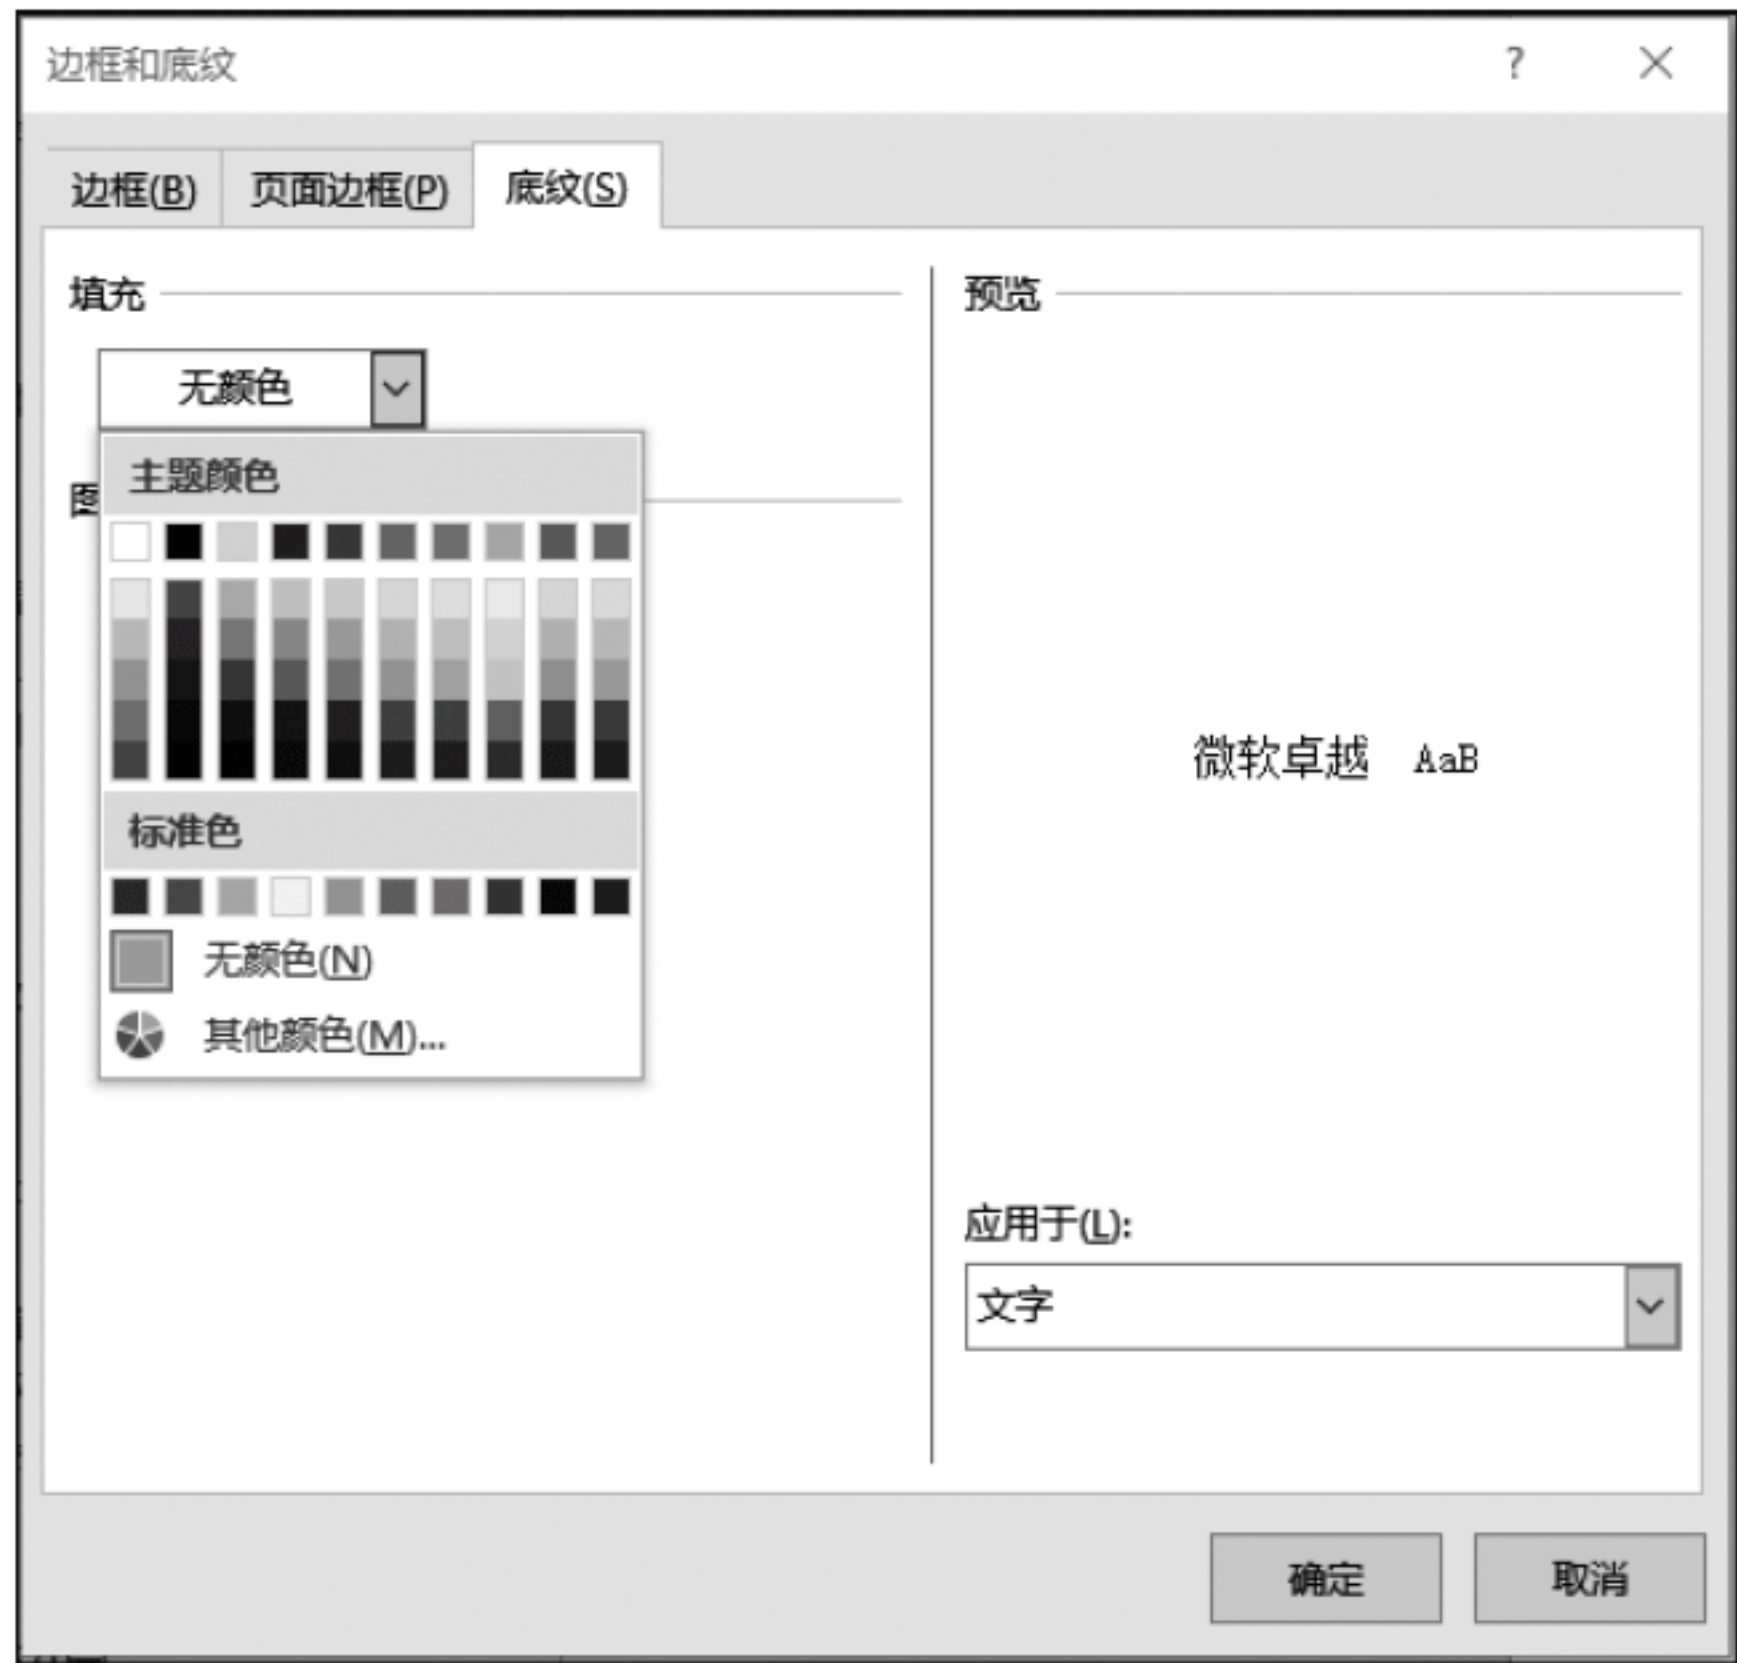 边框和底纹 ?
边框(B) 页面边框(P) 底纹(S)
填充
无颜色
主题颜色
标准色
无颜色(N)
其他颜色(M)...
预览
微软卓越 AaB
应用于(L):
文字
确定 取消